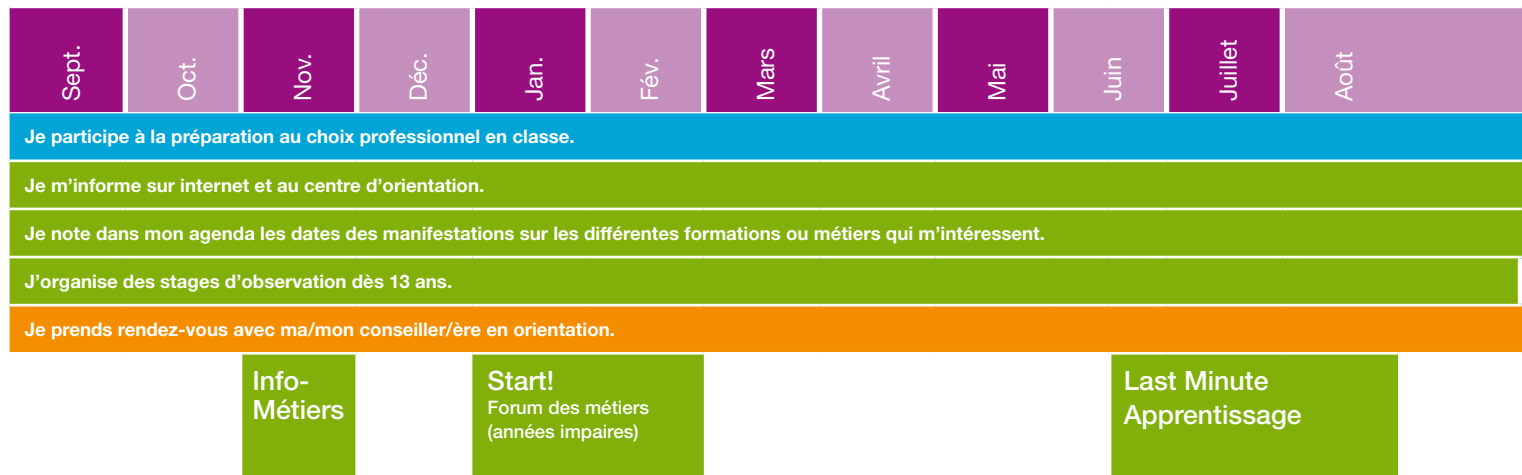 Sept.
Oct.
Nov.
Déc.
Jan.
Fév.
Mars
Avril
Mai
Juin
Juillet
Août
Je participe à la préparation au choix professionnel en classe.
Je m’informe sur internet et au centre d’orientation.
Je note dans mon agenda les dates des manifestations sur les différentes formations ou métiers qui m’intéressent.
J’organise des stages d’observation dès 13 ans.
Je prends rendez-vous avec ma/mon conseiller/ère en orientation.
Info-
Métiers
Start!
Forum des métiers
(années impaires)
Last Minute
Apprentissage